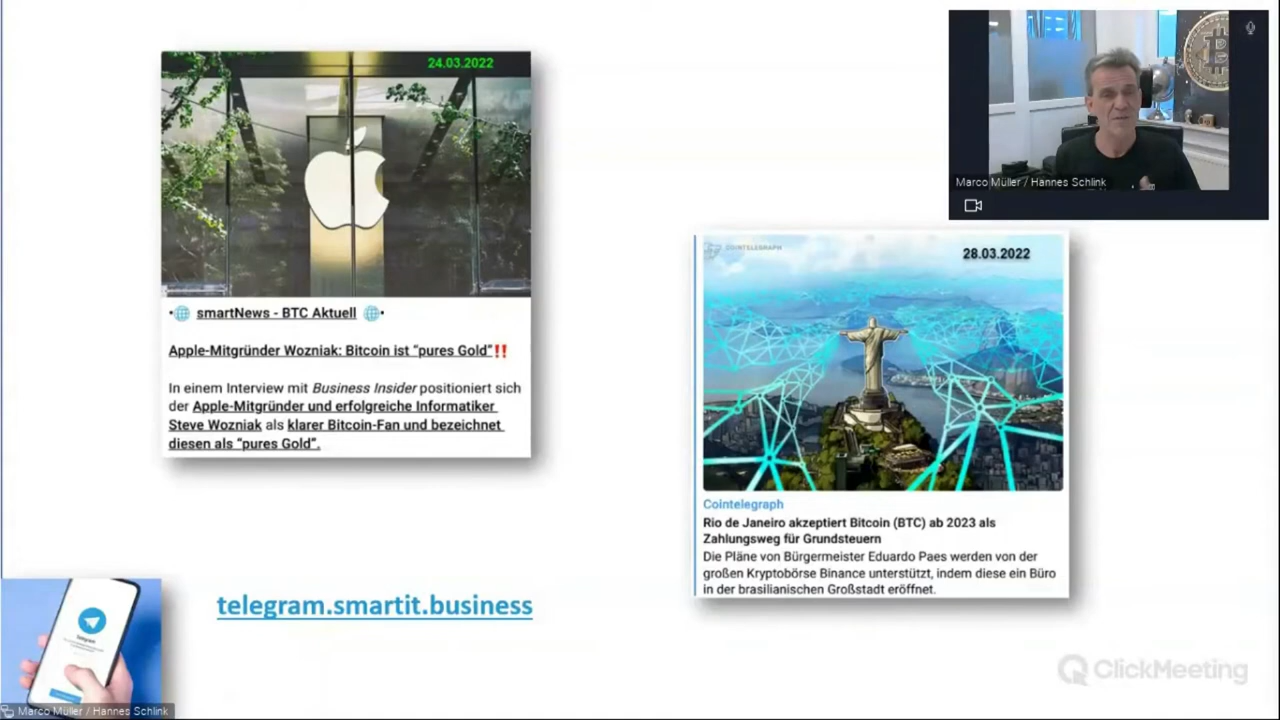 24.03.2022
•🌐 smartNews - BTC Aktuell 🌐•
Apple-Mitgründer Wozniak: Bitcoin ist “pures Gold”‼
In einem Interview mit Business Insider positioniert sich
der Apple-Mitgründer und erfolgreiche Informatiker
Steve Wozniak als klarer Bitcoin-Fan und bezeichnet
diesen als “pures Gold”.
Marco Müller / Hannes Schlink
COINTELEGRAPH
28.03.2022
Cointelegraph
Rio de Janeiro akzeptiert Bitcoin (BTC) ab 2023 als
Zahlungsweg für Grundsteuern
Die Pläne von Bürgermeister Eduardo Paes werden von der
großen Kryptobörse Binance unterstützt, indem diese ein Büro
in der brasilianischen Großstadt eröffnet.
telegram.smartit.business
Telegram
Marco Müller / Hannes Schlink
ClickMeeting